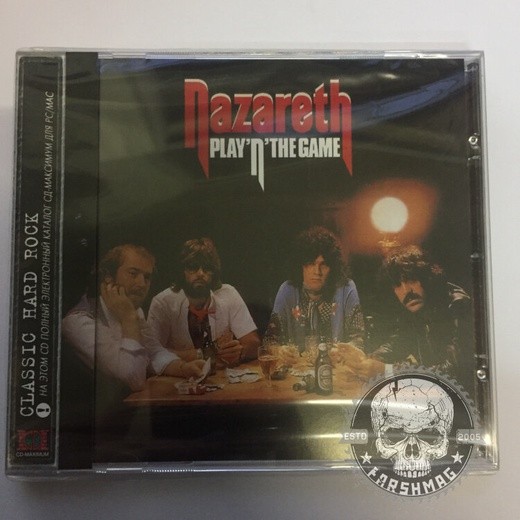 Nazareth
PLAY'N'THE GAME
CLASSIC HARD ROCK
НА ЭТОМ CD ПОЛНЫЙ ЭЛЕКТРОННЫЙ КАТАЛОГ СД-МАКСИМУМ ДЛЯ PC/MAC
CD-MAXIMUM
ESTD 2005
FARSHMAG